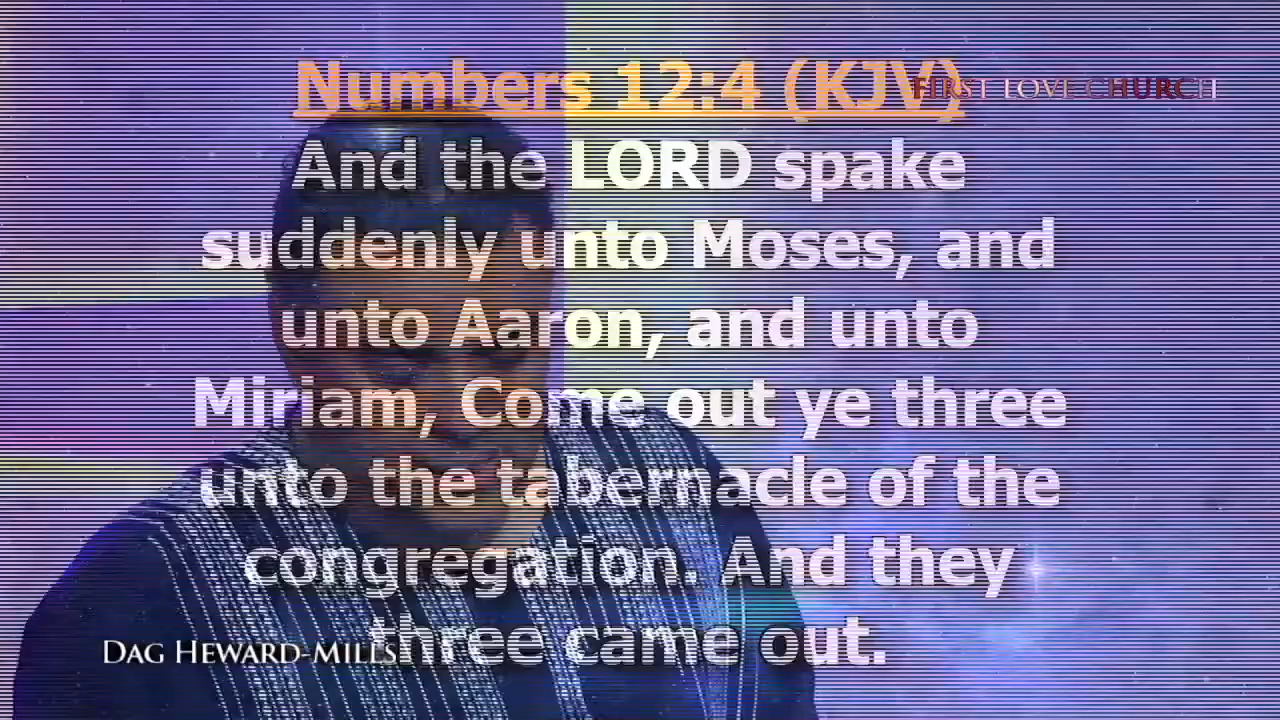 Numbers 12:4 (KJV)
FIRST LOVE CHURCH
And the LORD spake
suddenly unto Moses, and
unto Aaron, and unto
Miriam, Come out ye three
unto the tabernacle of the
congregation. And they
three came out.
DAG HEWARD-MILLS